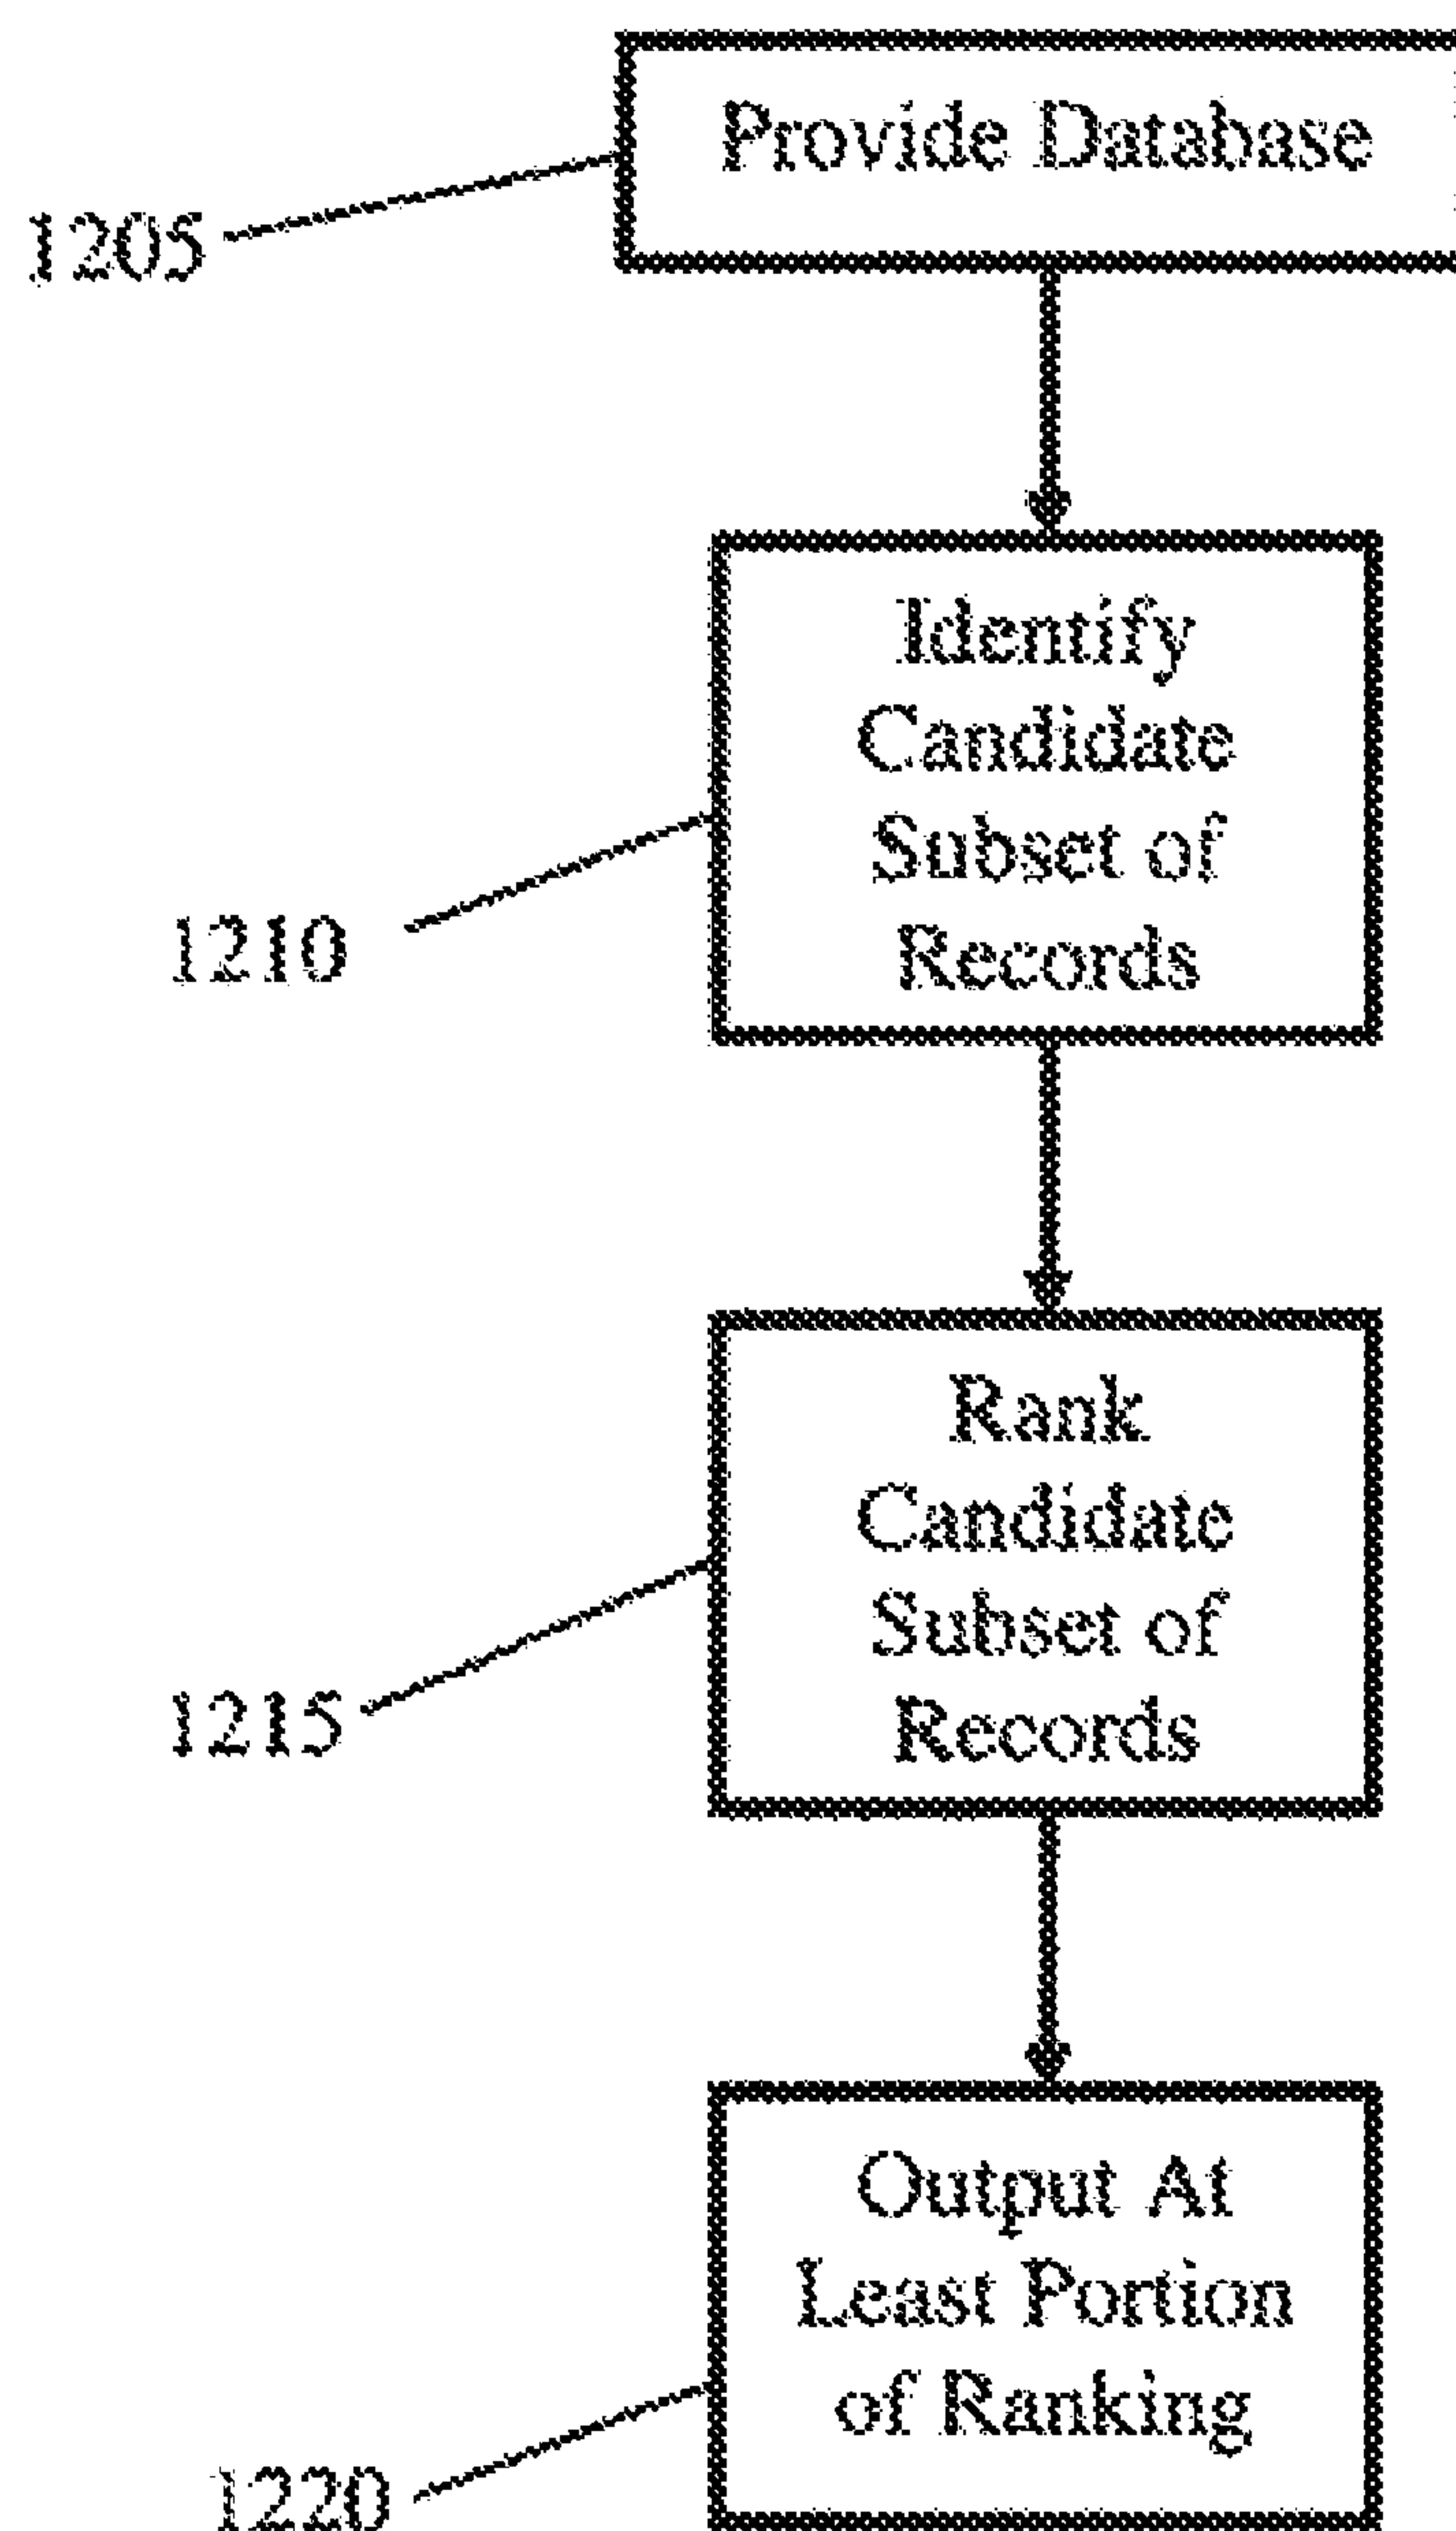 Provide Database
1205
Identify
Candidate
Subset of
Records
1210
Rank
Candidate
Subset of
Records
1215
Output At
Least Portion
of Ranking
1220